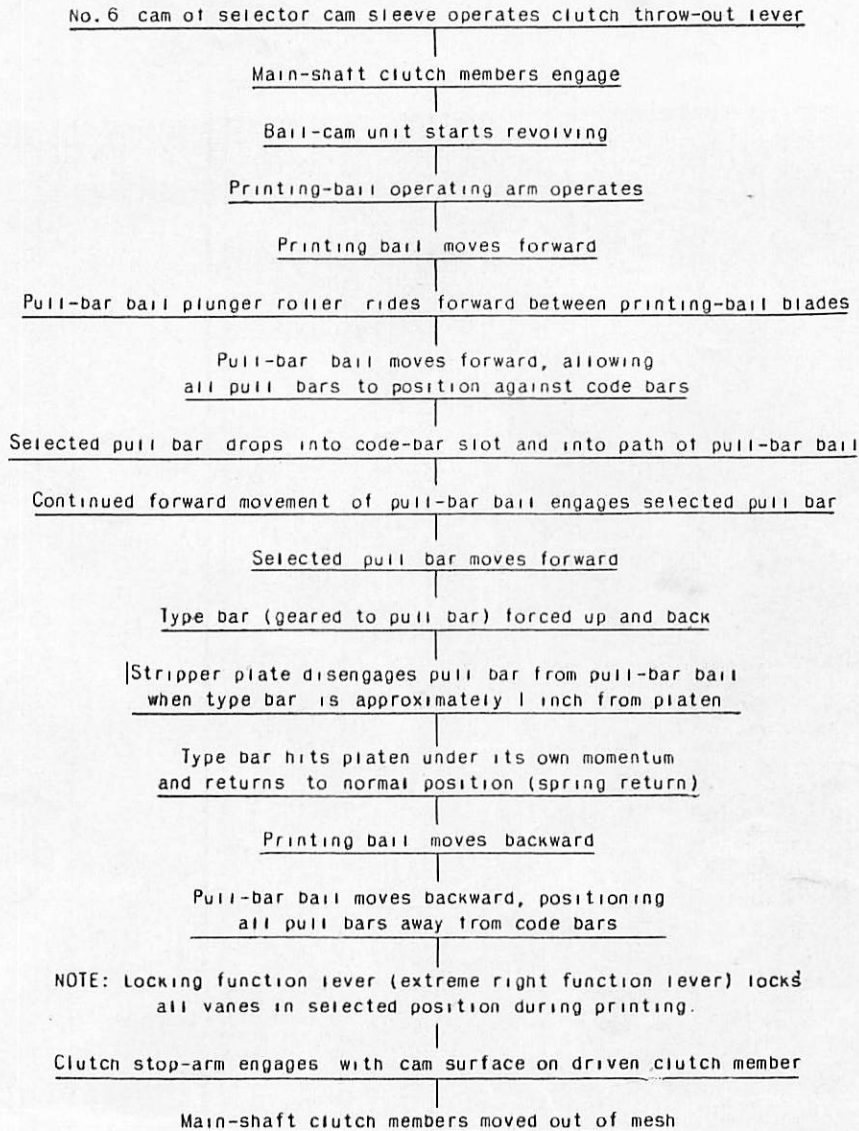 No. 6 cam of selector cam sleeve operates clutch throw-out lever
Main-shaft clutch members engage
Bail-cam unit starts revolving
Printing-bail operating arm operates
Printing bail moves forward
Pull-bar bail plunger roller rides forward between printing-bail blades
Pull-bar bail moves forward, allowing
all pull bars to position against code bars
Selected pull bar drops into code-bar slot and into path of pull-bar bail
Continued forward movement of pull-bar bail engages selected pull bar
Selected pull bar moves forward
Type bar (geared to pull bar) forced up and back
Stripper plate disengages pull bar from pull-bar bail
when type bar is approximately 1 inch from platen
Type bar hits platen under its own momentum
and returns to normal position (spring return)
Printing bail moves backward
Pull-bar bail moves backward, positioning
all pull bars away from code bars
NOTE: Locking function lever (extreme right function lever) locks
all vanes in selected position during printing.
Clutch stop-arm engages with cam surface on driven clutch member
Main-shaft clutch members moved out of mesh